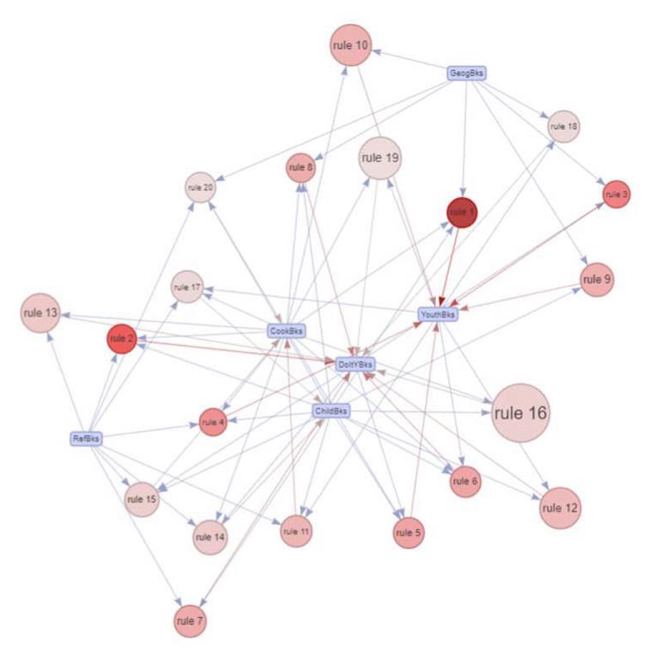 rule 10
GeogBks
rule 18
rule 19
rule 8
rule 20
rule 3
rule 1
rule 9
rule 17
rule 13
YouthBks
CookBks
rule 2
DoItYBks
ChildBks
rule 16
rule 4
RefBks
rule 6
rule 15
rule 12
rule 11
rule 5
rule 14
rule 7